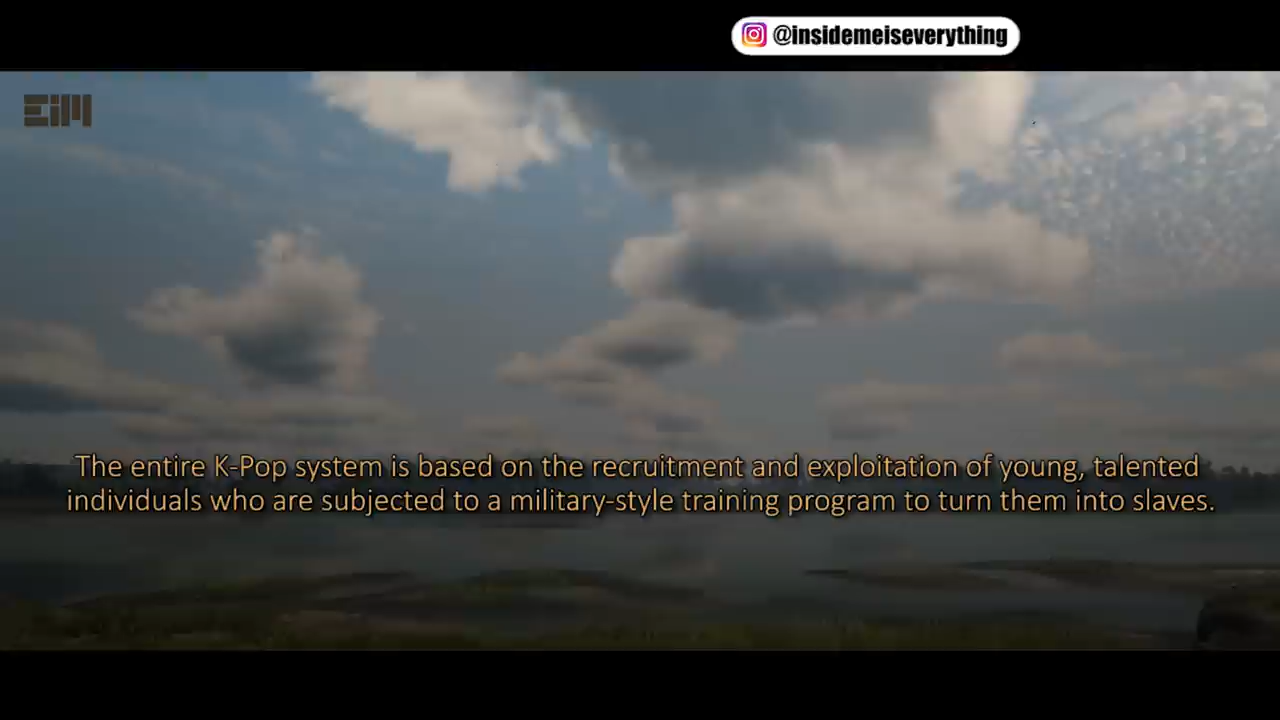 @insidemeiseverything
EiM
The entire K-Pop system is based on the recruitment and exploitation of young, talented
individuals who are subjected to a military-style training program to turn them into slaves.